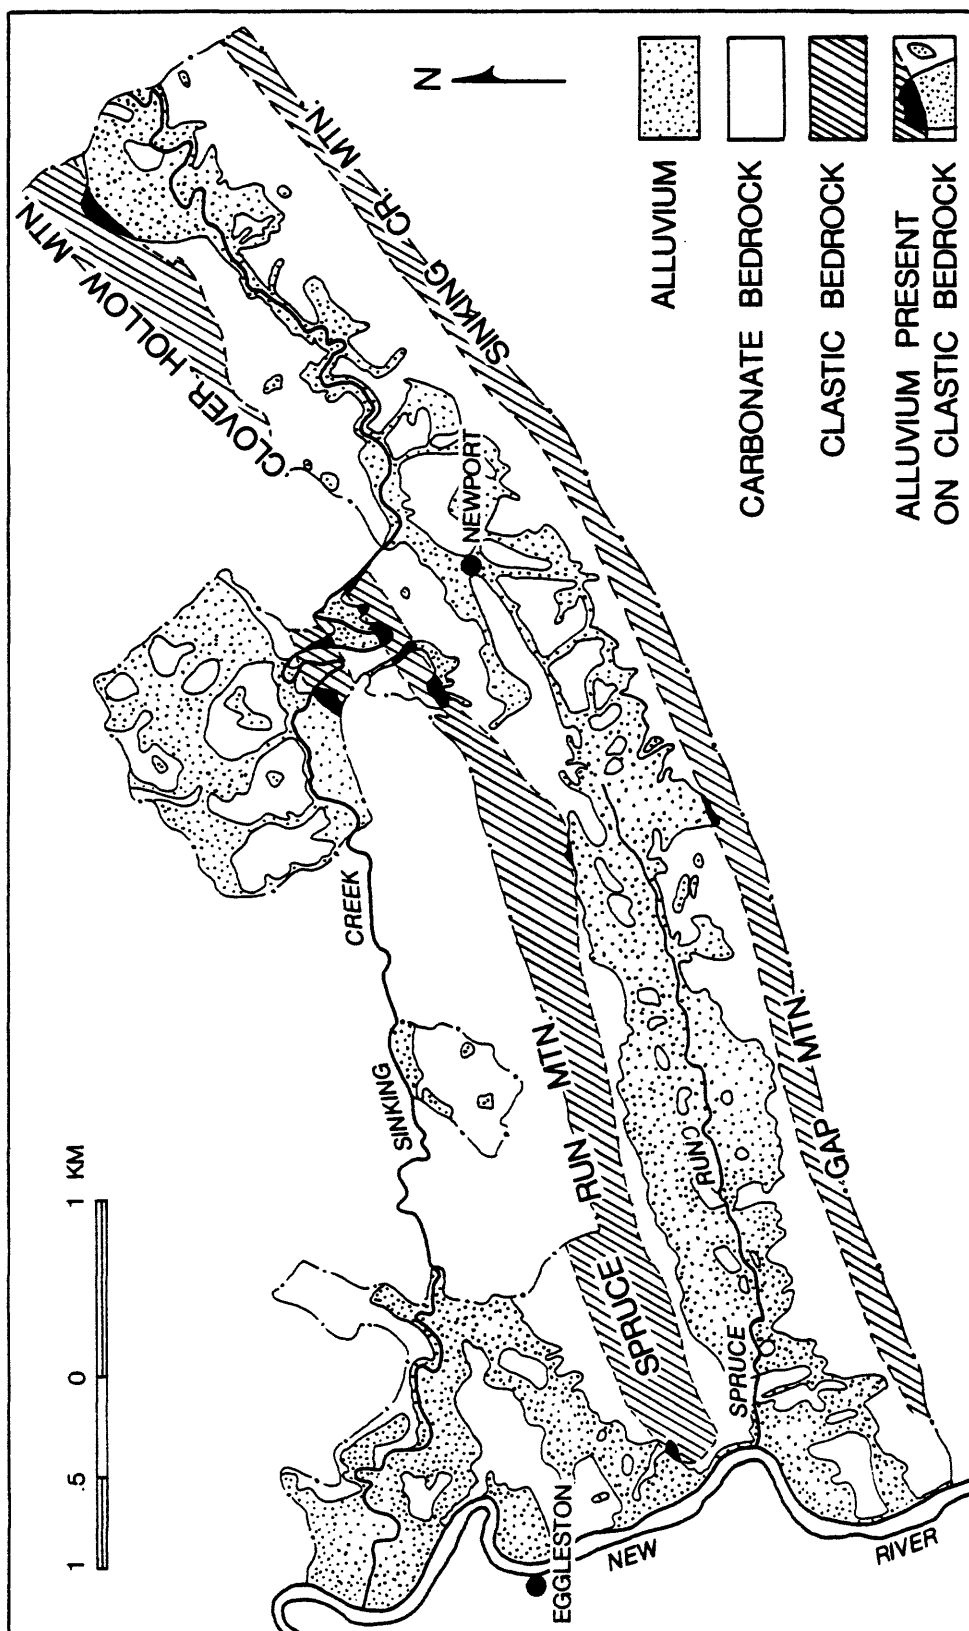 N
ALLUVIUM
CARBONATE BEDROCK
CLASTIC BEDROCK
ALLUVIUM PRESENT
ON CLASTIC BEDROCK
CLOVER HOLLOW MTN
SINKING CR. MTN.
NEWPORT
SINKING CREEK
SPRUCE RUN MTN.
SPRUCE RUN
GAP MTN.
1 .5 0 1 KM
EGGLESTON
NEW RIVER